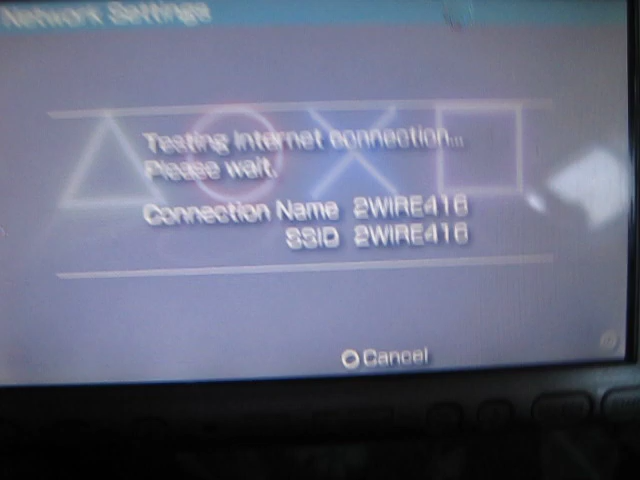 Network Settings
Testing Internet connection...
Please wait.
Connection Name 2WIRE416
SSID 2WIRE416
Cancel